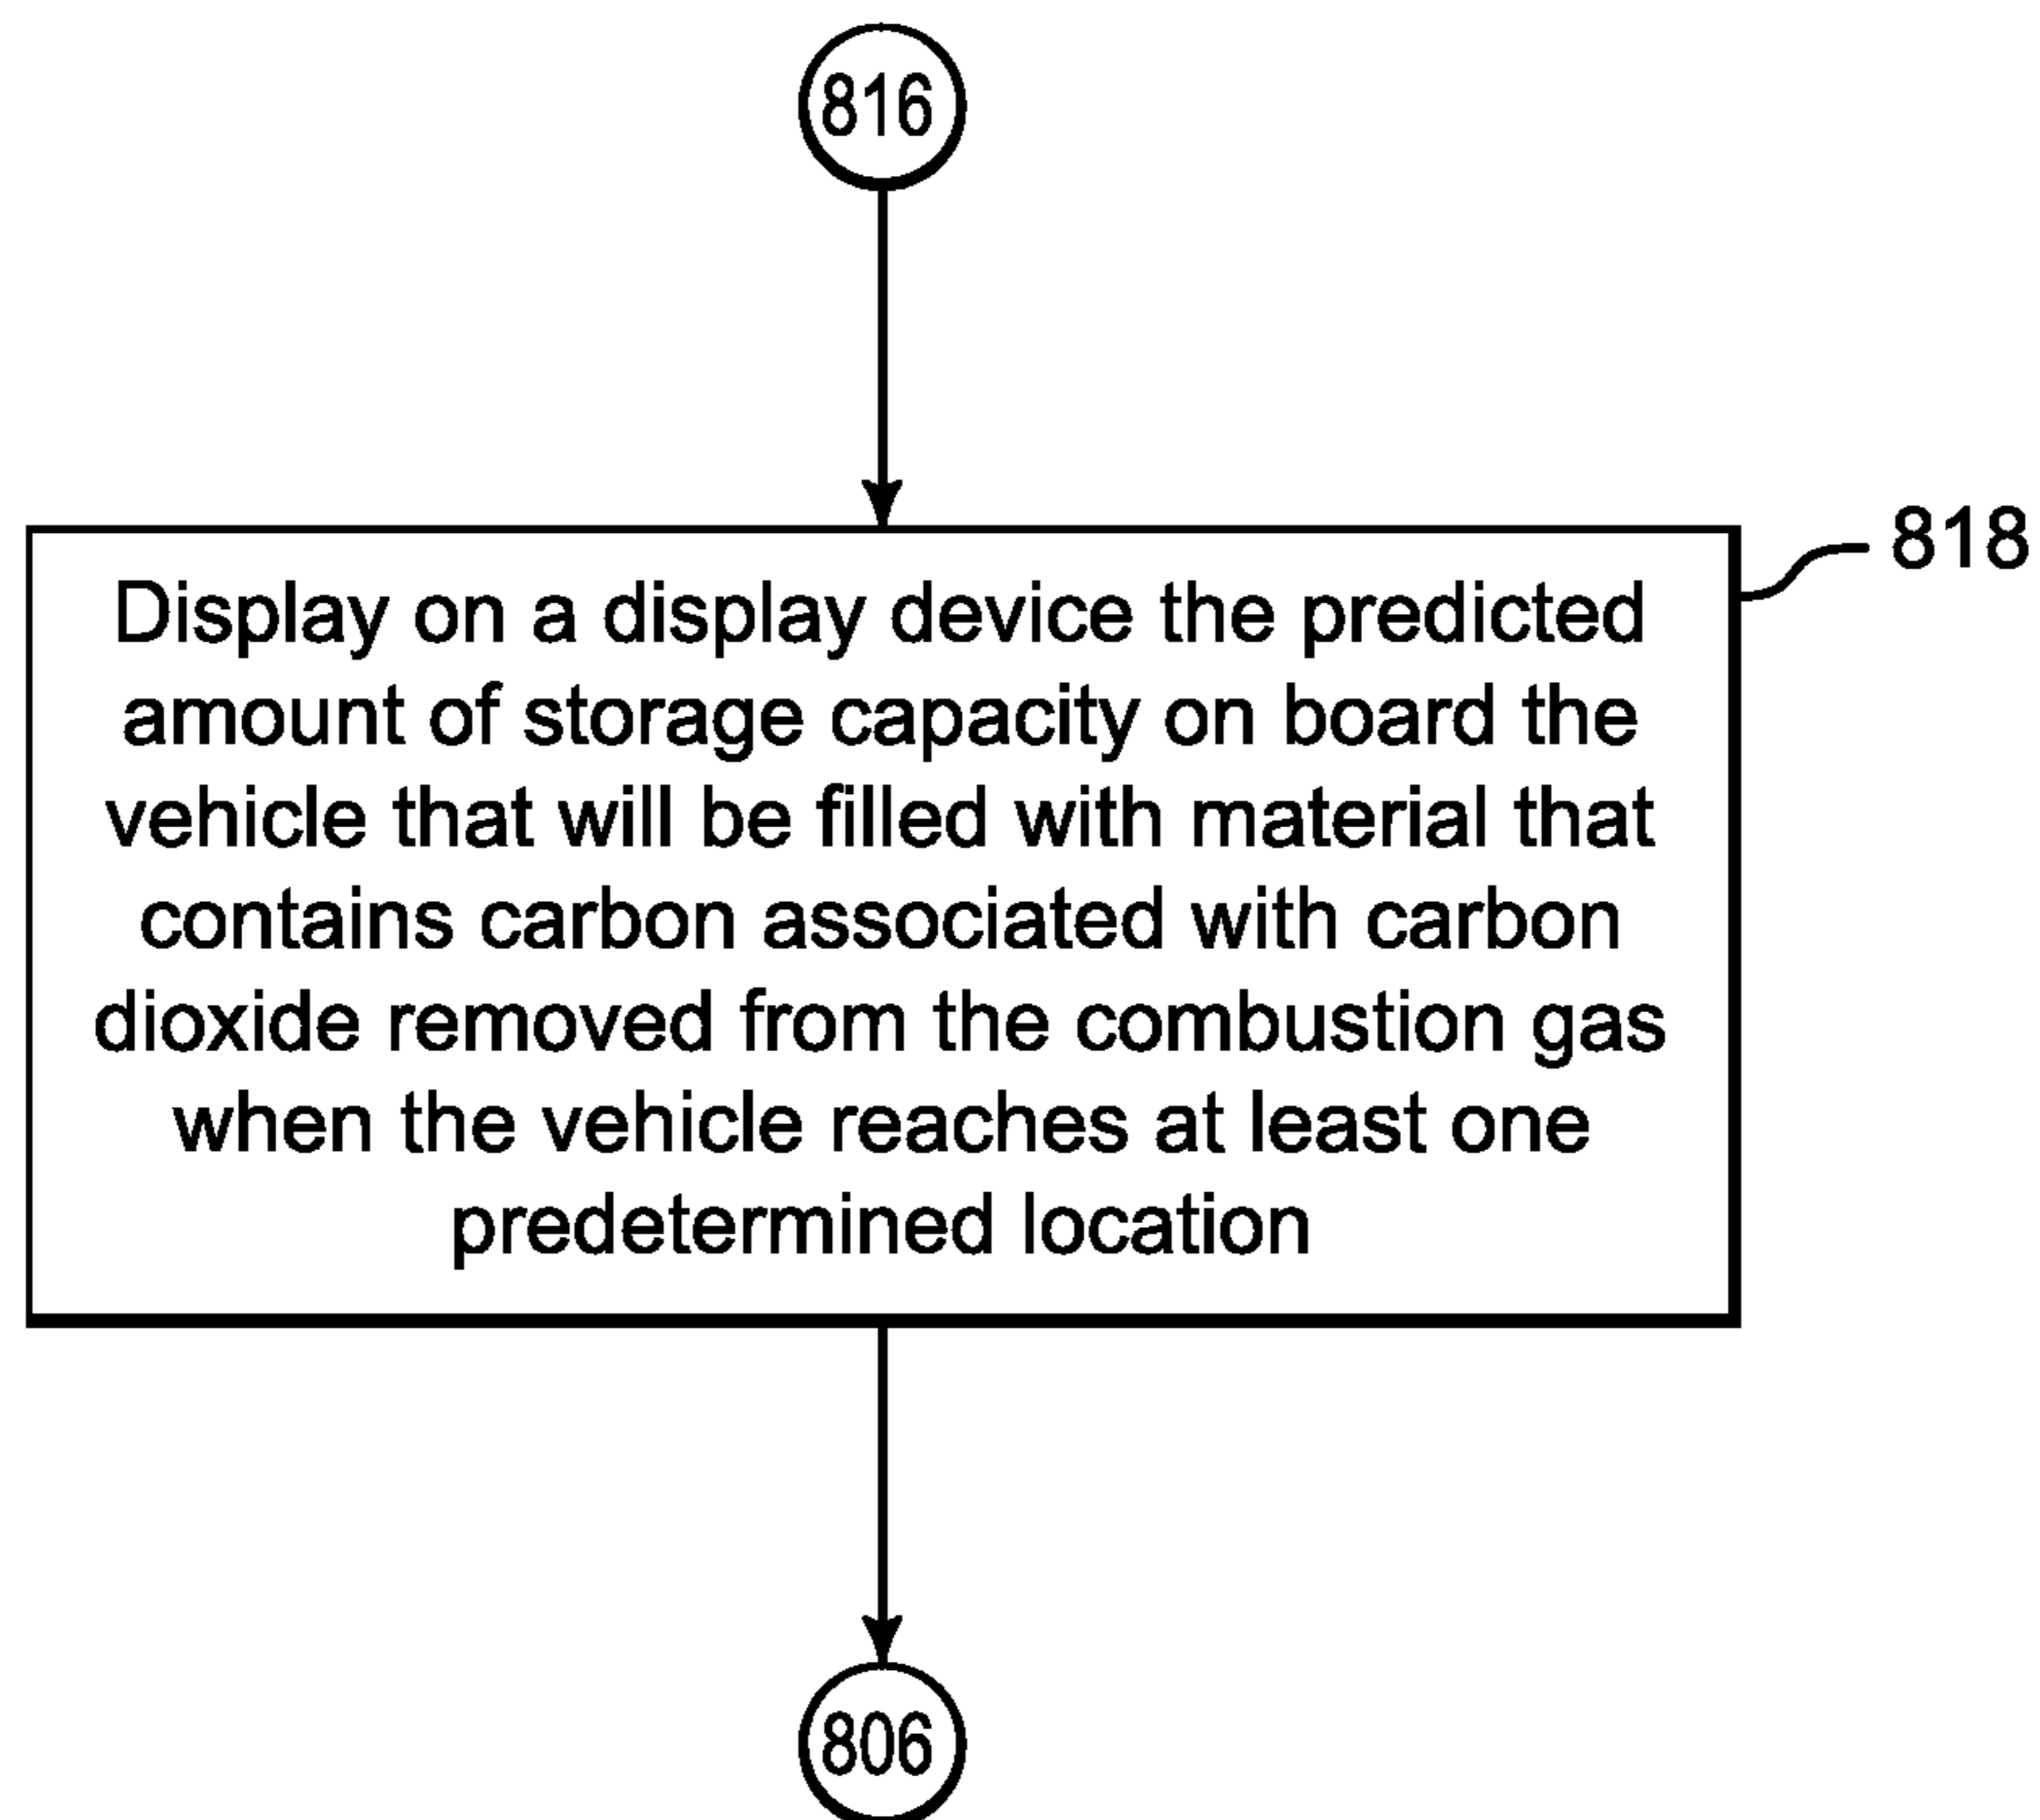 816
818
Display on a display device the predicted
amount of storage capacity on board the
vehicle that will be filled with material that
contains carbon associated with carbon
dioxide removed from the combustion gas
when the vehicle reaches at least one
predetermined location
806